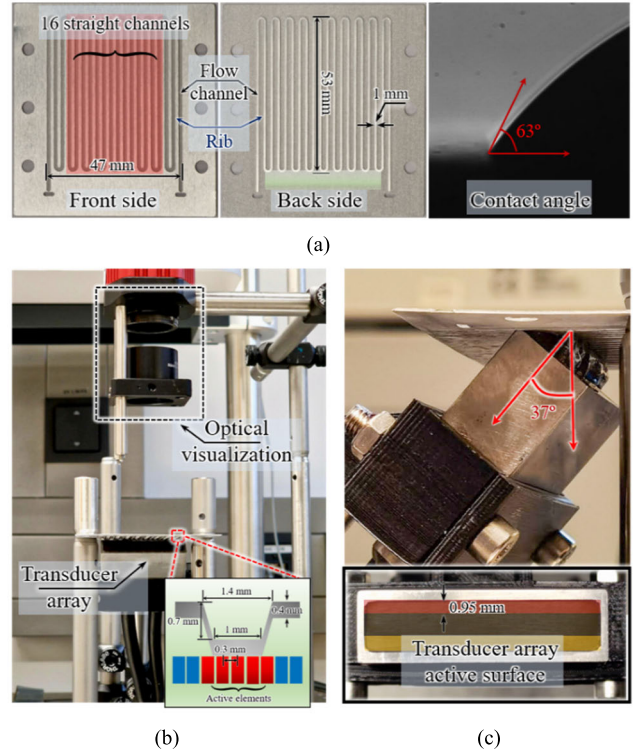 16 straight channels
Flow
channel
Rib
47 mm
Front side
53 mm
1 mm
Back side
63°
Contact angle
(a)
Optical
visualization
Transducer
array
1.4 mm
0.7 mm
0.4 mm
1 mm
0.3 mm
Active elements
(b)
37°
0.95 mm
Transducer array
active surface
(c)